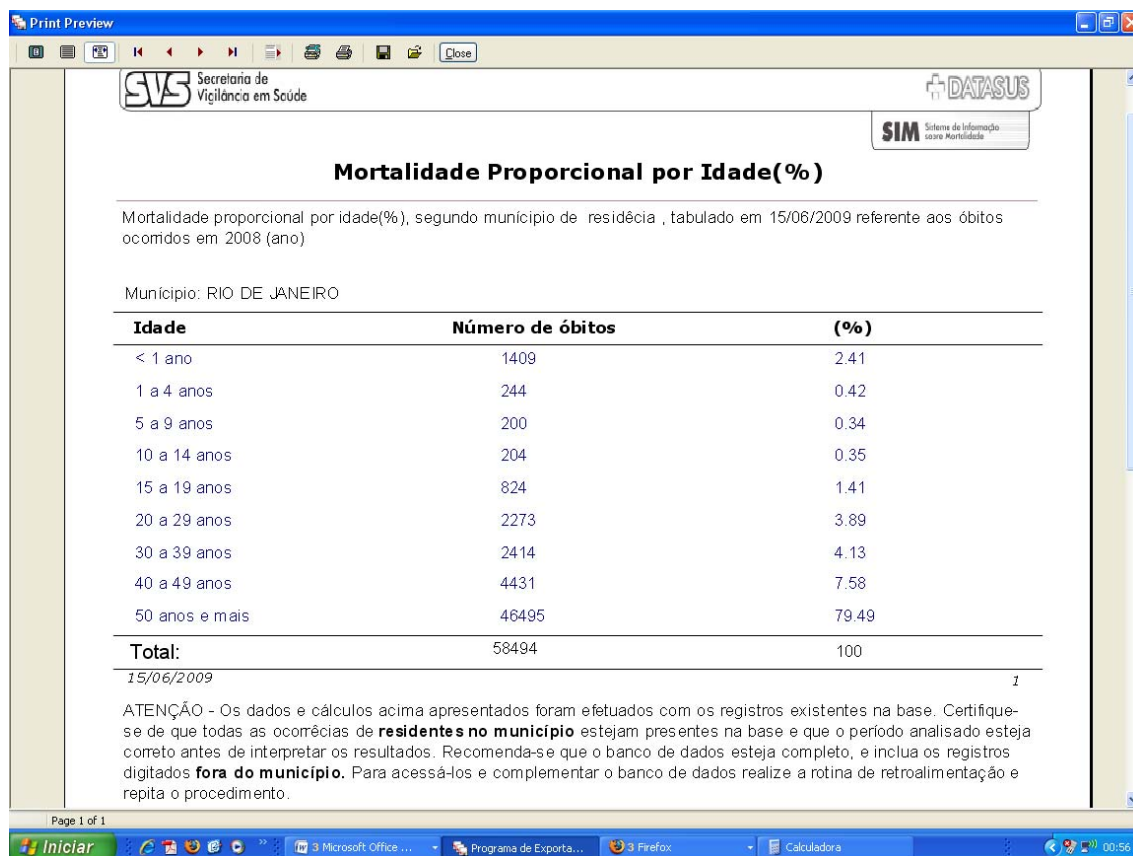 Print Preview
Close
SVS Secretaria de
Vigilância em Saúde
DATASUS
SIM Sistema de Informação
sobre Mortalidade
Mortalidade Proporcional por Idade(%)
Mortalidade proporcional por idade(%), segundo munícipio de residêcia , tabulado em 15/06/2009 referente aos óbitos
ocorridos em 2008 (ano)
Munícipio: RIO DE JANEIRO
Idade Número de óbitos (%)
< 1 ano 1409 2.41
1 a 4 anos 244 0.42
5 a 9 anos 200 0.34
10 a 14 anos 204 0.35
15 a 19 anos 824 1.41
20 a 29 anos 2273 3.89
30 a 39 anos 2414 4.13
40 a 49 anos 4431 7.58
50 anos e mais 46495 79.49
Total: 58494 100
15/06/2009 1
ATENÇÃO - Os dados e cálculos acima apresentados foram efetuados com os registros existentes na base. Certifique-
se de que todas as ocorrêcias de residentes no município estejam presentes na base e que o período analisado esteja
correto antes de interpretar os resultados. Recomenda-se que o banco de dados esteja completo, e inclua os registros
digitados fora do município. Para acessá-los e complementar o banco de dados realize a rotina de retroalimentação e
repita o procedimento.
Page 1 of 1
Iniciar 3 Microsoft Office ... Programa de Exporta... 3 Firefox Calculadora 00:56